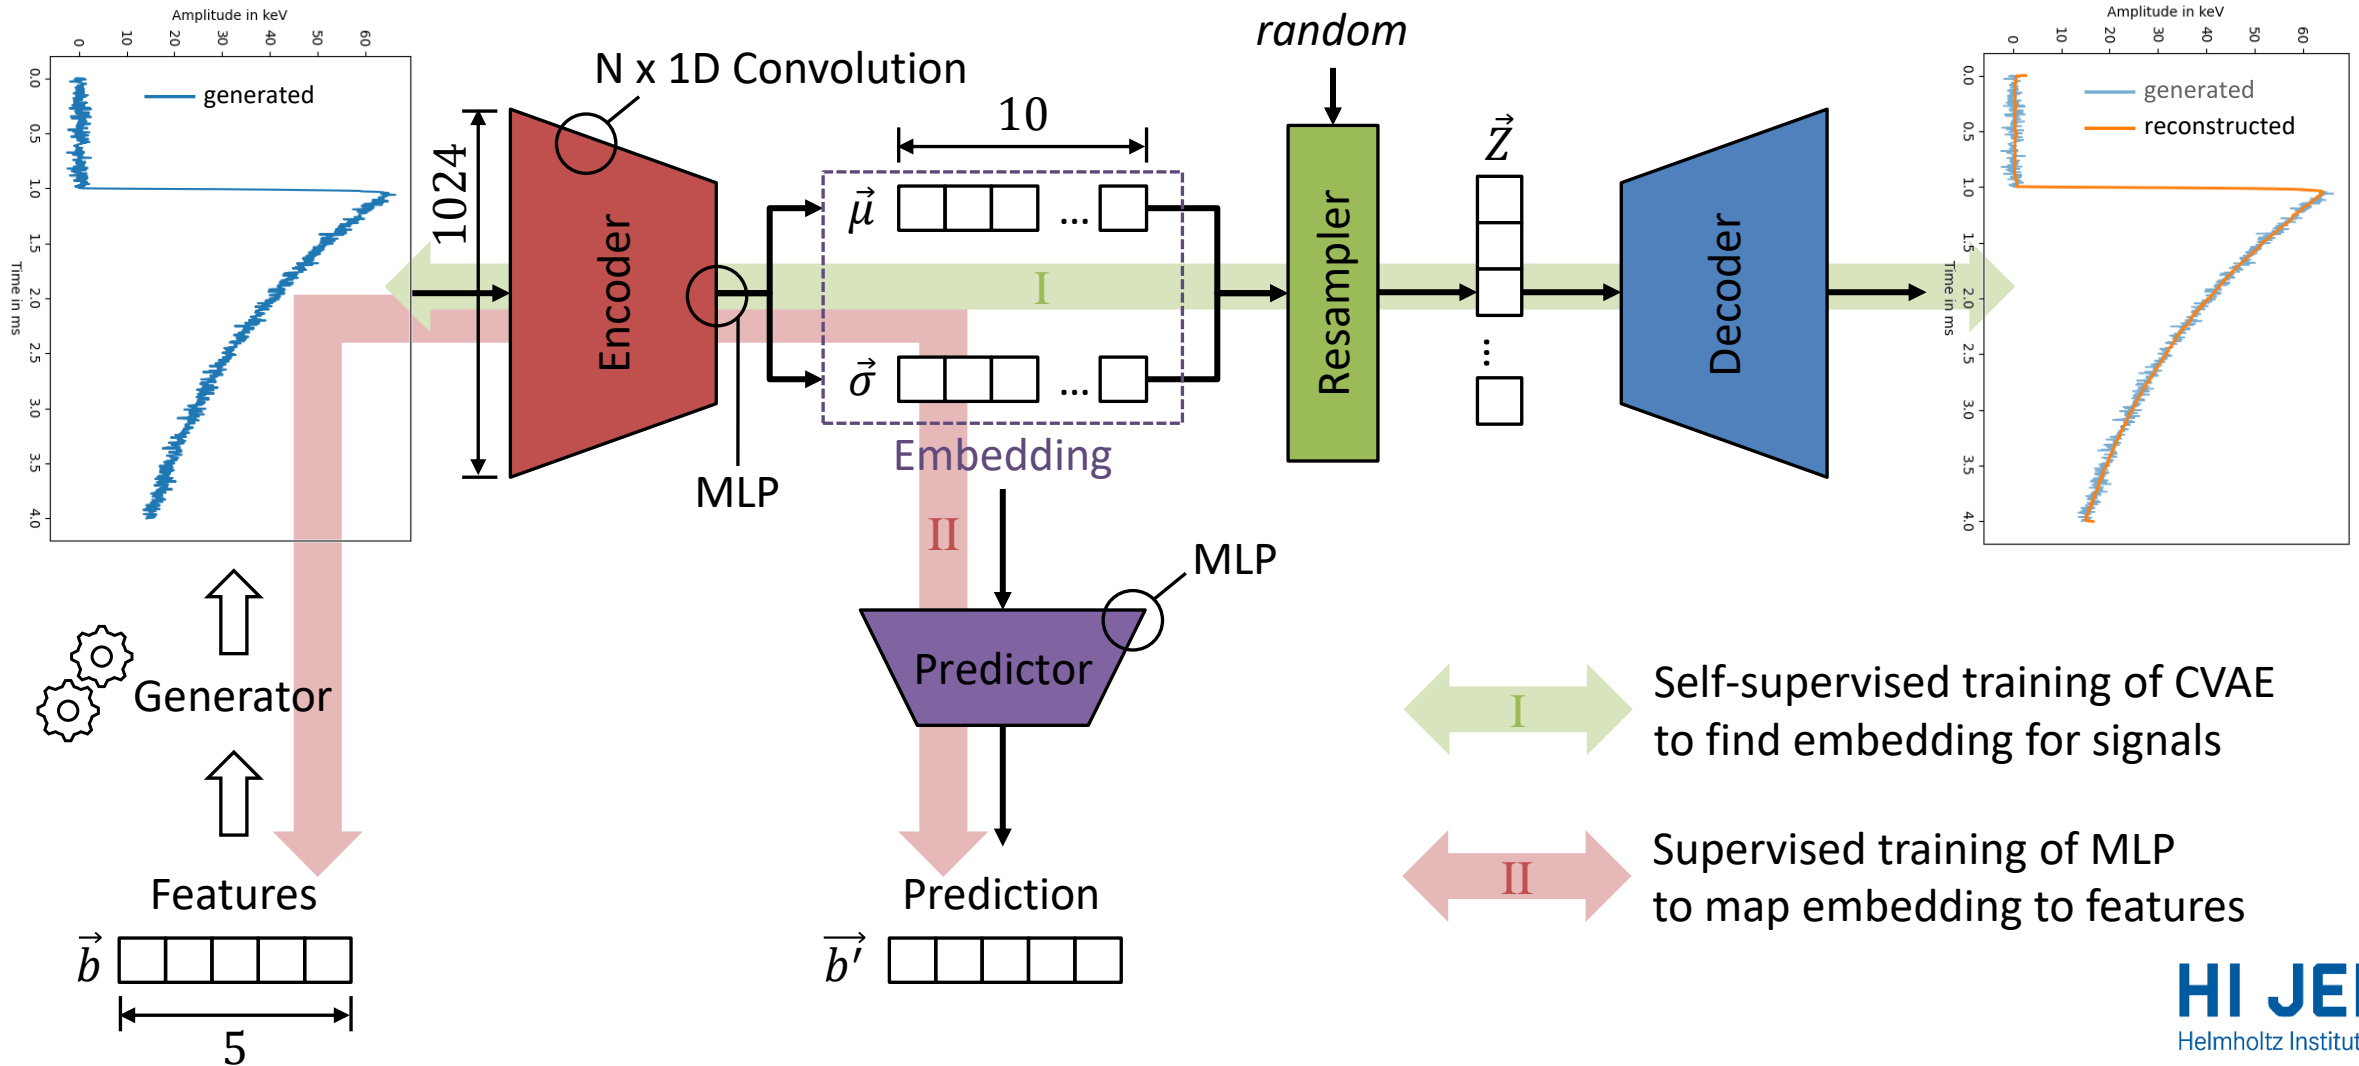 Amplitude in keV
0 10 20 30 40 50 60
0.0
0.5
1.0
1.5
2.0
2.5
3.0
3.5
4.0
Time in ms
generated
N x 1D Convolution
1024
Encoder
MLP
10
μ⃗
...
σ⃗
...
Embedding
I
II
random
Resampler
Z⃗
...
Decoder
Amplitude in keV
0 10 20 30 40 50 60
0.0
0.5
1.0
1.5
2.0
2.5
3.0
3.5
4.0
Time in ms
generated
reconstructed
MLP
Predictor
Generator
Features
b⃗
5
Prediction
b′⃗
I
Self-supervised training of CVAE
to find embedding for signals
II
Supervised training of MLP
to map embedding to features
HI JE
Helmholtz Institut